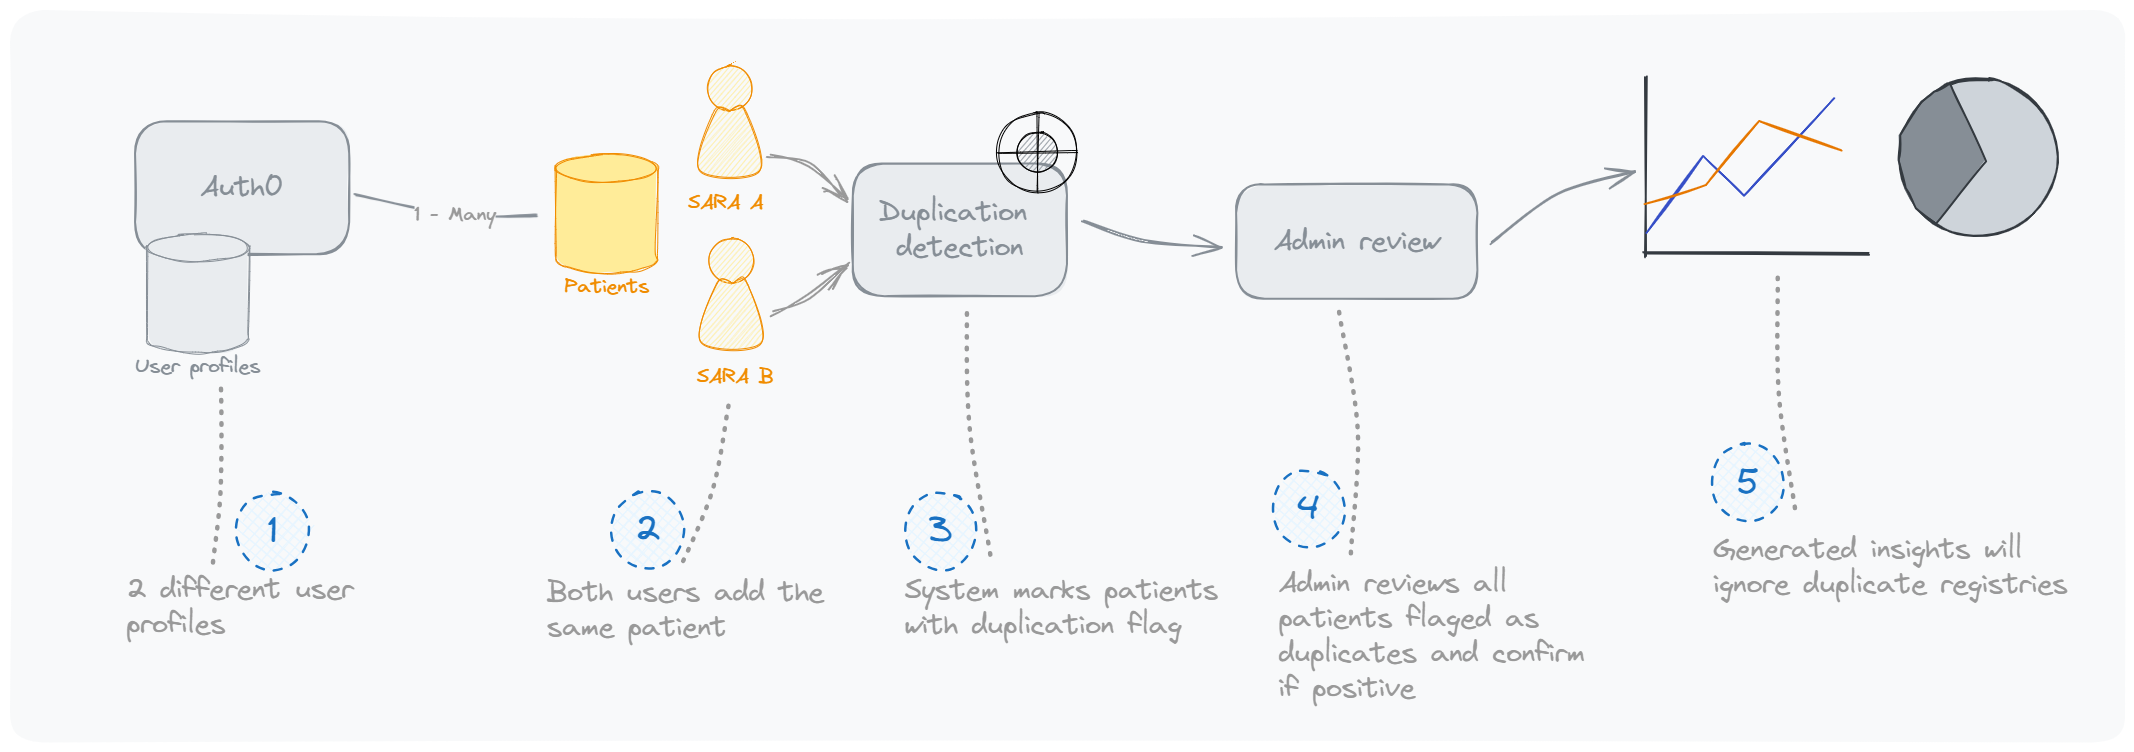 Auth0
User profiles
1 - Many
Patients
SARA A
SARA B
Duplication
detection
Admin review
1
2 different user
profiles
2
Both users add the
same patient
3
System marks patients
with duplication flag
4
Admin reviews all
patients flaged as
duplicates and confirm
if positive
5
Generated insights will
ignore duplicate registries